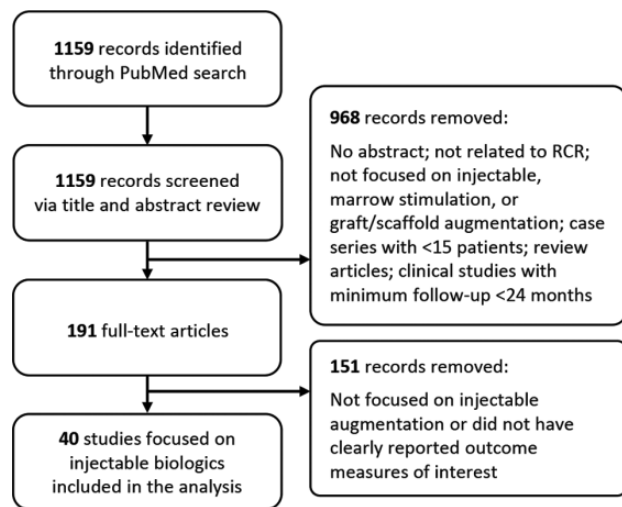 1159 records identified
through PubMed search
1159 records screened
via title and abstract review
968 records removed:
No abstract; not related to RCR;
not focused on injectable,
marrow stimulation, or
graft/scaffold augmentation; case
series with <15 patients; review
articles; clinical studies with
minimum follow-up <24 months
191 full-text articles
151 records removed:
Not focused on injectable
augmentation or did not have
clearly reported outcome
measures of interest
40 studies focused on
injectable biologics
included in the analysis